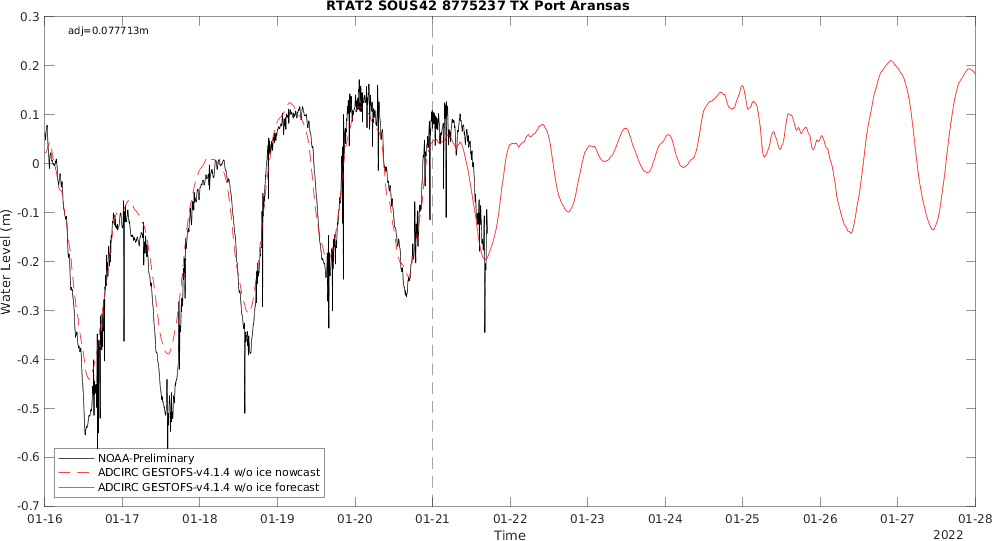 RTAT2 SOUS42 8775237 TX Port Aransas
adj=0.077713m
0.3
0.2
0.1
0
-0.1
-0.2
-0.3
-0.4
-0.5
-0.6
-0.7
Water Level (m)
NOAA-Preliminary
ADCIRC GESTOFS-v4.1.4 w/o ice nowcast
ADCIRC GESTOFS-v4.1.4 w/o ice forecast
01-16 01-17 01-18 01-19 01-20 01-21 01-22 01-23 01-24 01-25 01-26 01-27 01-28
Time
2022